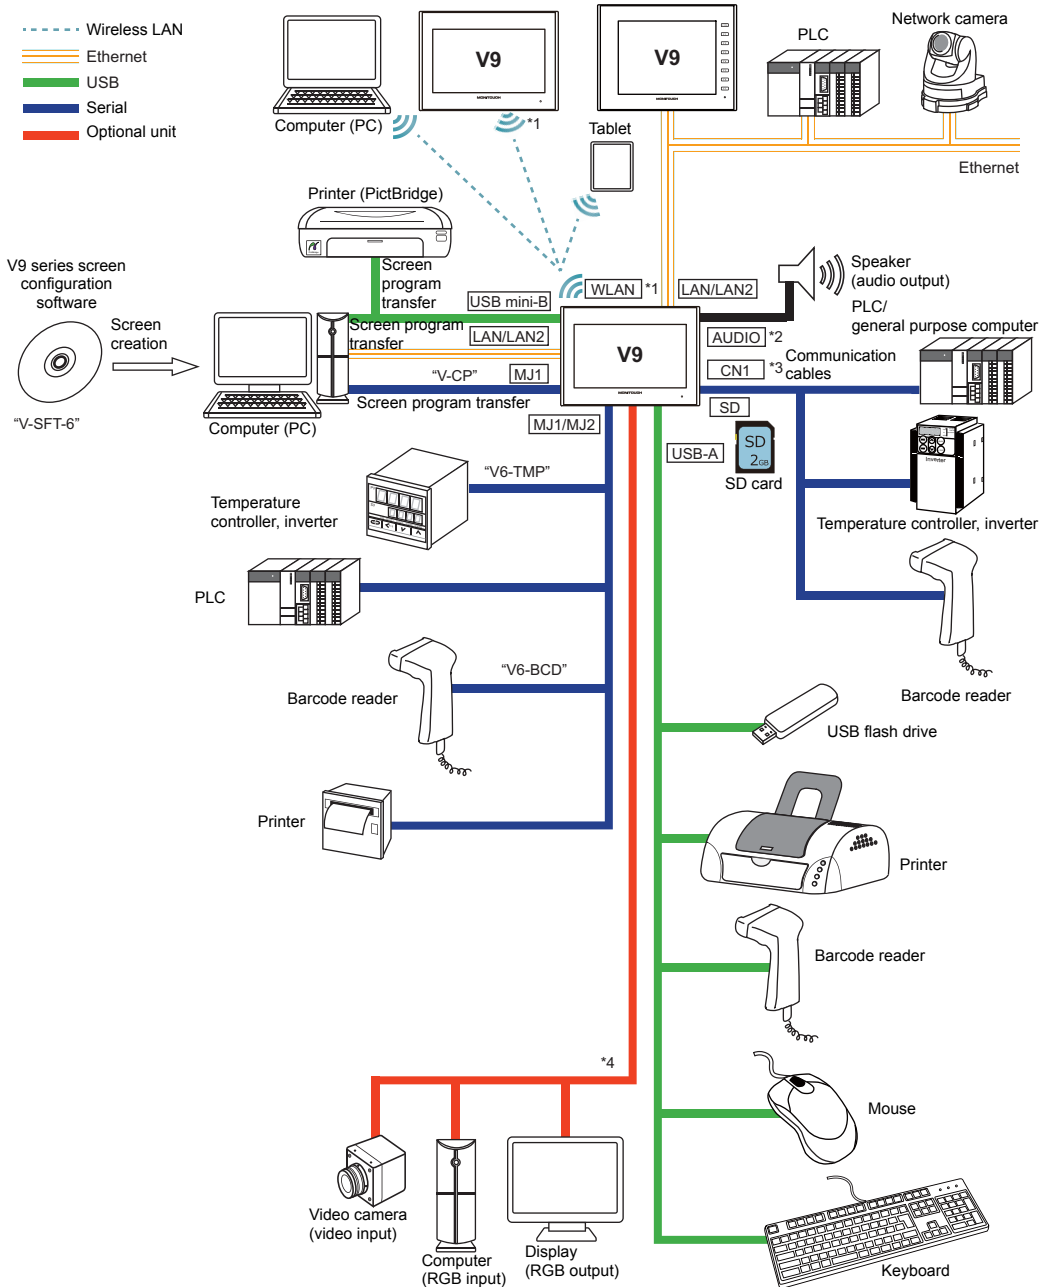 Wireless LAN
Ethernet
USB
Serial
Optional unit
Computer (PC)
V9
MONITOUCH
*1
V9
MONITOUCH
PLC
Network camera
Tablet
Ethernet
Printer (PictBridge)
V9 series screen
configuration
software
"V-SFT-6"
Screen
creation
Screen
program
transfer
USB mini-B
WLAN
*1
LAN/LAN2
Speaker
(audio output)
Screen program
transfer
LAN/LAN2
V9
MONITOUCH
AUDIO
*2
PLC/
general purpose computer
"V-CP"
MJ1
CN1
*3
Communication
cables
Screen program transfer
Computer (PC)
MJ1/MJ2
SD
USB-A
SD
2GB
SD card
Inverter
Temperature controller, inverter
"V6-TMP"
Temperature
controller, inverter
PLC
"V6-BCD"
Barcode reader
Barcode reader
USB flash drive
Printer
Printer
Barcode reader
*4
Mouse
Video camera
(video input)
Computer
(RGB input)
Display
(RGB output)
Keyboard